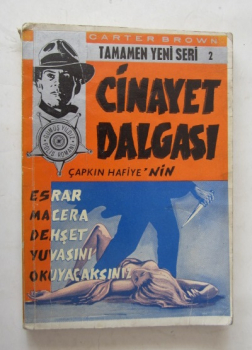 CARTER BROWN
TAMAMEN YENİ SERİ 2
CİNAYET
DALGASI
ÇAPKIN HAFİYE'NİN
ESRAR
MACERA
DEHŞET
YUVASINI
OKUYACAKSINIZ